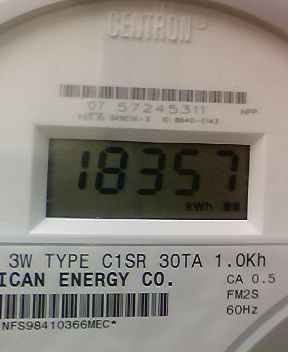 CENTRON®
07 57245311
18357
kWh
3W TYPE C1SR 30TA 1.0Kh
ICAN ENERGY CO.
CA 0.5
FM2S
60Hz
NFS98410366MEC*